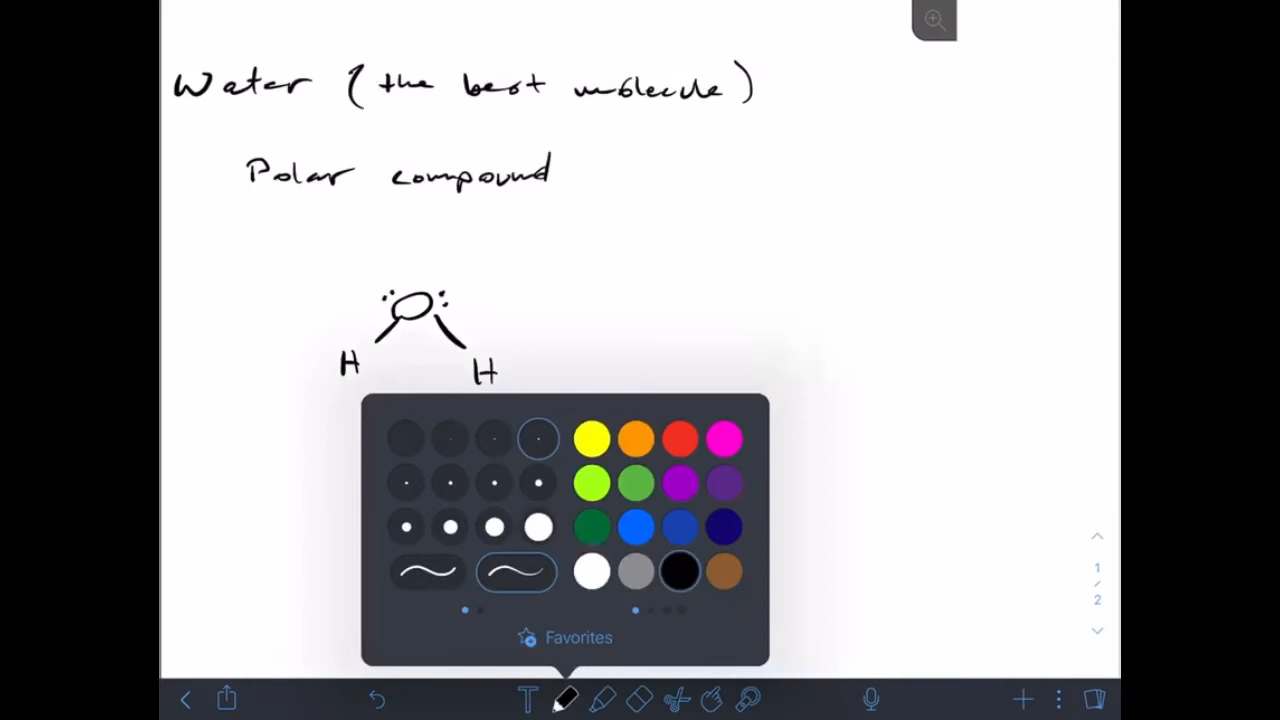 Water (the best molecule)
Polar compound
:O:
H H
Favorites
T
1
/
2